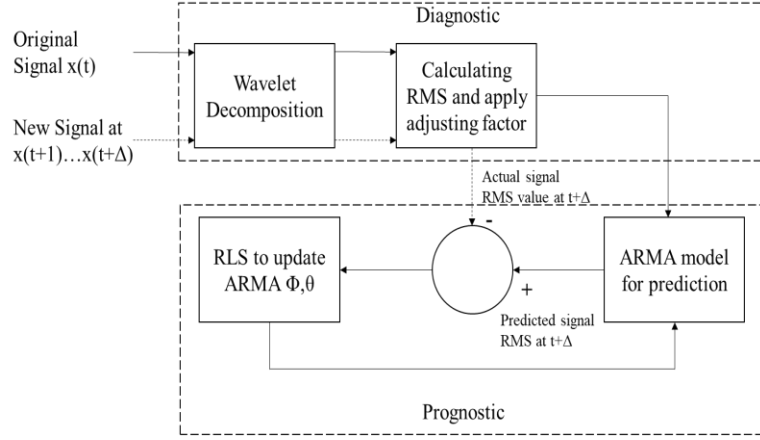 Diagnostic
Original
Signal x(t)
New Signal at
x(t+1)…x(t+Δ)
Wavelet
Decomposition
Calculating
RMS and apply
adjusting factor
Actual signal
RMS value at t+Δ
-
+
RLS to update
ARMA Φ,θ
ARMA model
for prediction
Predicted signal
RMS at t+Δ
Prognostic